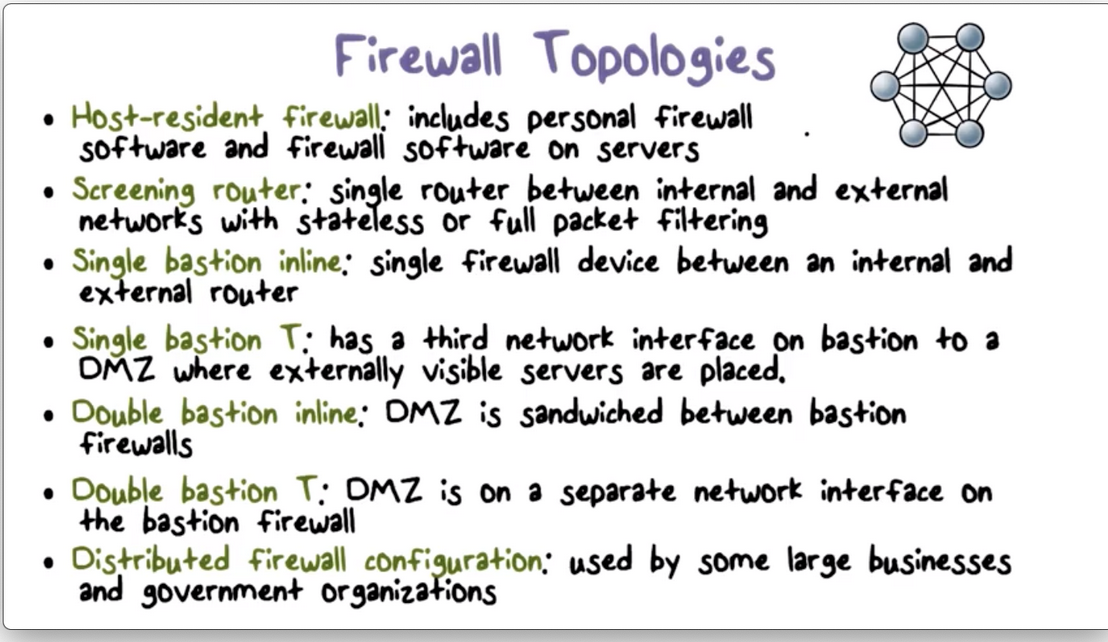 Firewall Topologies
• Host-resident firewall: includes personal firewall
software and firewall software on servers
• Screening router: single router between internal and external
networks with stateless or full packet filtering
• Single bastion inline: single firewall device between an internal and
external router
• Single bastion T: has a third network interface on bastion to a
DMZ where externally visible servers are placed.
• Double bastion inline: DMZ is sandwiched between bastion
firewalls
• Double bastion T: DMZ is on a separate network interface on
the bastion firewall
• Distributed firewall configuration: used by some large businesses
and government organizations